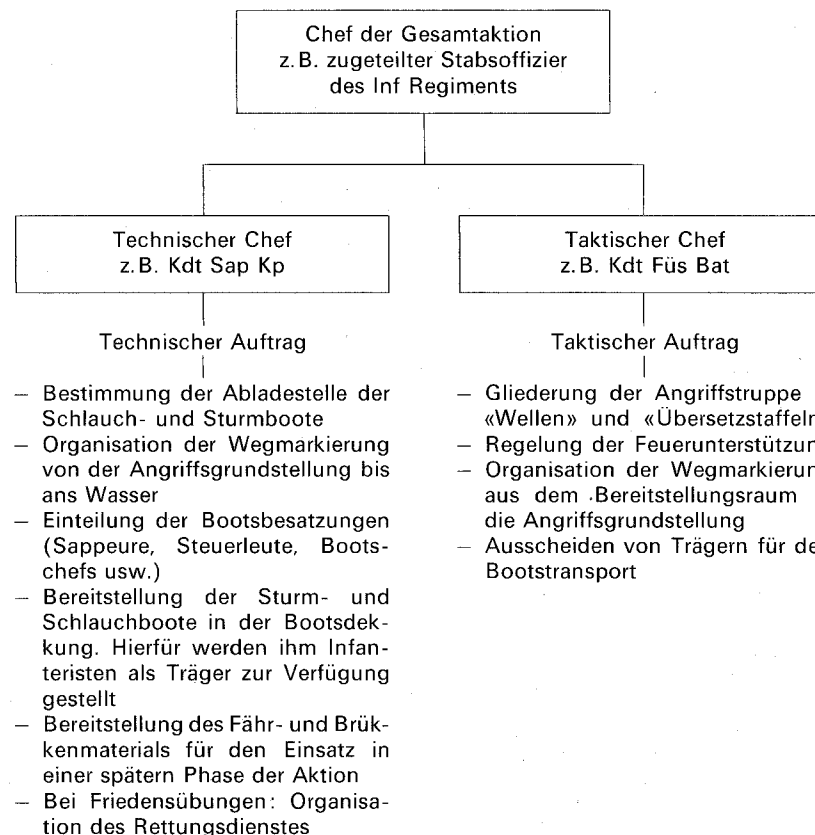 Chef der Gesamtaktion
z.B. zugeteilter Stabsoffizier
des Inf Regiments
Technischer Chef
z.B. Kdt Sap Kp
Technischer Auftrag
– Bestimmung der Abladestelle der
Schlauch- und Sturmboote
– Organisation der Wegmarkierung
von der Angriffsgrundstellung bis
ans Wasser
– Einteilung der Bootsbesatzungen
(Sappeure, Steuerleute, Boots-
chefs usw.)
– Bereitstellung der Sturm- und
Schlauchboote in der Bootsdek-
kung. Hierfür werden ihm Infan-
teristen als Träger zur Verfügung
gestellt
– Bereitstellung des Fähr- und Brük-
kenmaterials für den Einsatz in
einer spätern Phase der Aktion
– Bei Friedensübungen: Organisa-
tion des Rettungsdienstes
Taktischer Chef
z.B. Kdt Füs Bat
Taktischer Auftrag
– Gliederung der Angriffstruppe
«Wellen» und «Übersetzstaffeln
– Regelung der Feuerunterstützun
– Organisation der Wegmarkierun
aus dem Bereitstellungsraum
die Angriffsgrundstellung
– Ausscheiden von Trägern für de
Bootstransport